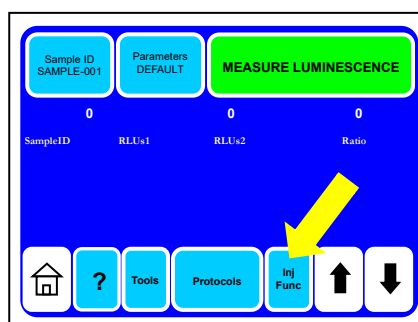 Sample ID
SAMPLE-001
Parameters
DEFAULT
MEASURE LUMINESCENCE
0 0 0
SampleID RLUs1 RLUs2 Ratio
? Tools Protocols Inj
Func